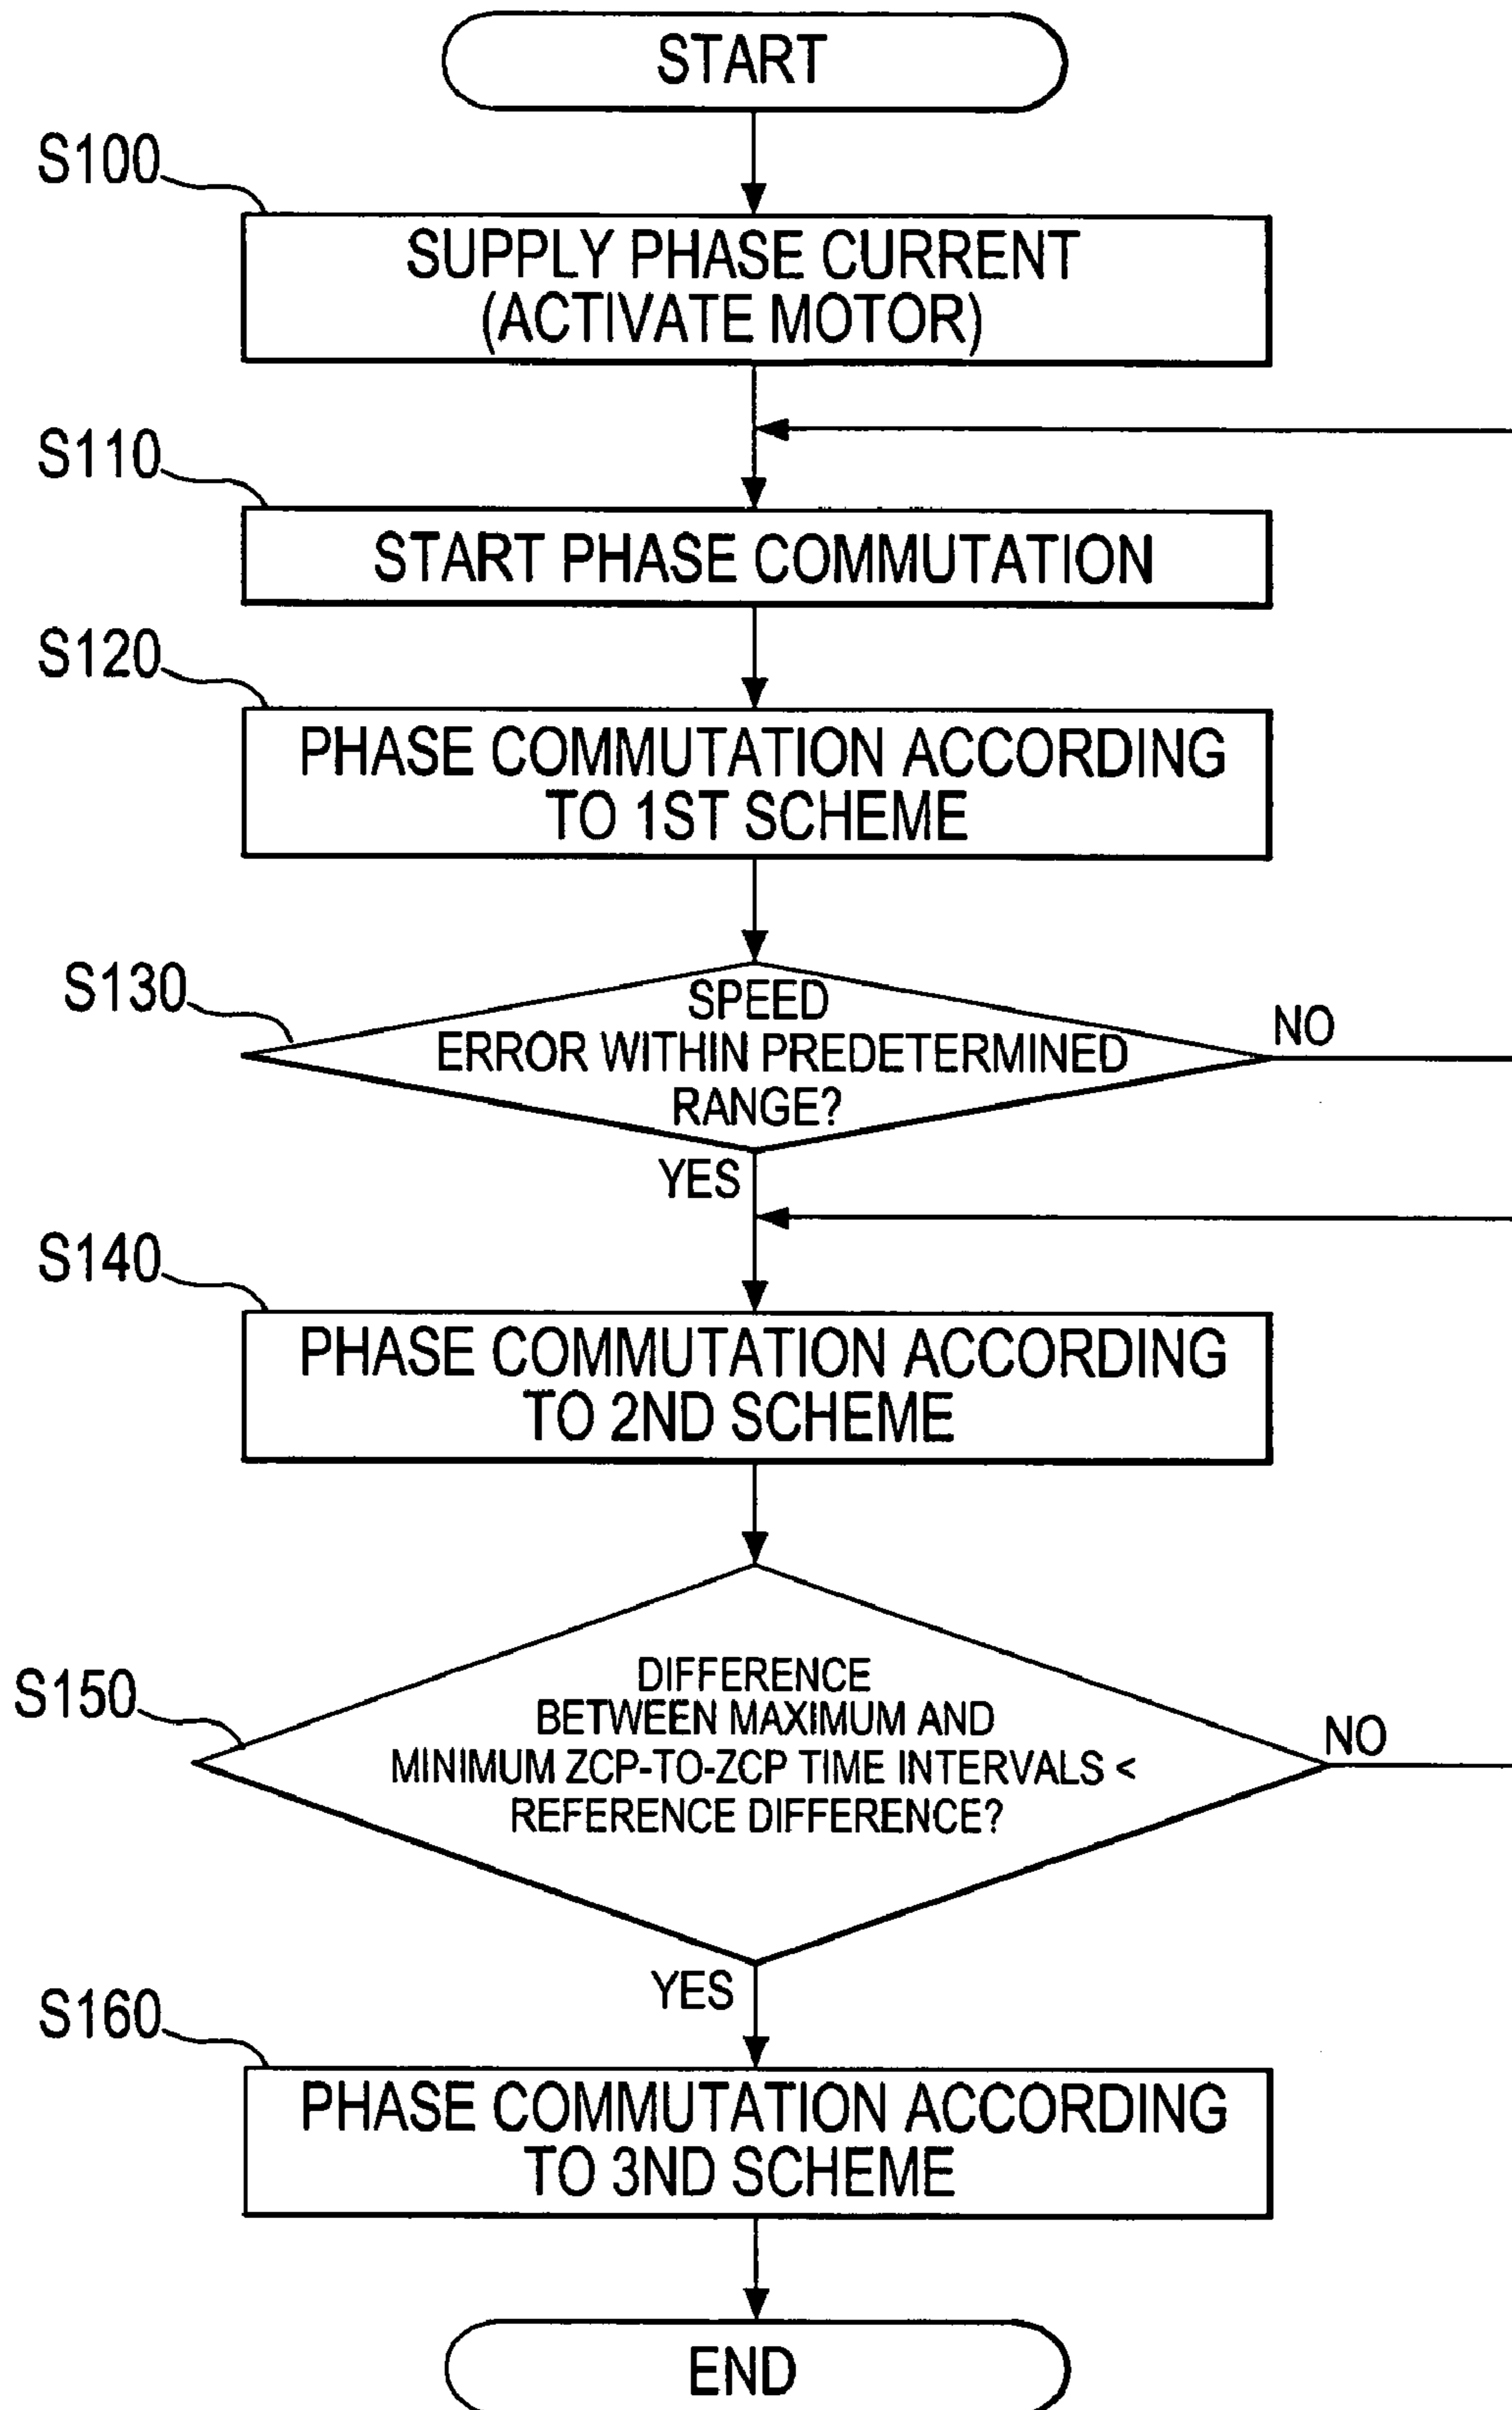 START
S100
SUPPLY PHASE CURRENT
(ACTIVATE MOTOR)
S110
START PHASE COMMUTATION
S120
PHASE COMMUTATION ACCORDING
TO 1ST SCHEME
S130
SPEED
ERROR WITHIN PREDETERMINED
RANGE?
NO
YES
S140
PHASE COMMUTATION ACCORDING
TO 2ND SCHEME
S150
DIFFERENCE
BETWEEN MAXIMUM AND
MINIMUM ZCP-TO-ZCP TIME INTERVALS <
REFERENCE DIFFERENCE?
NO
YES
S160
PHASE COMMUTATION ACCORDING
TO 3ND SCHEME
END